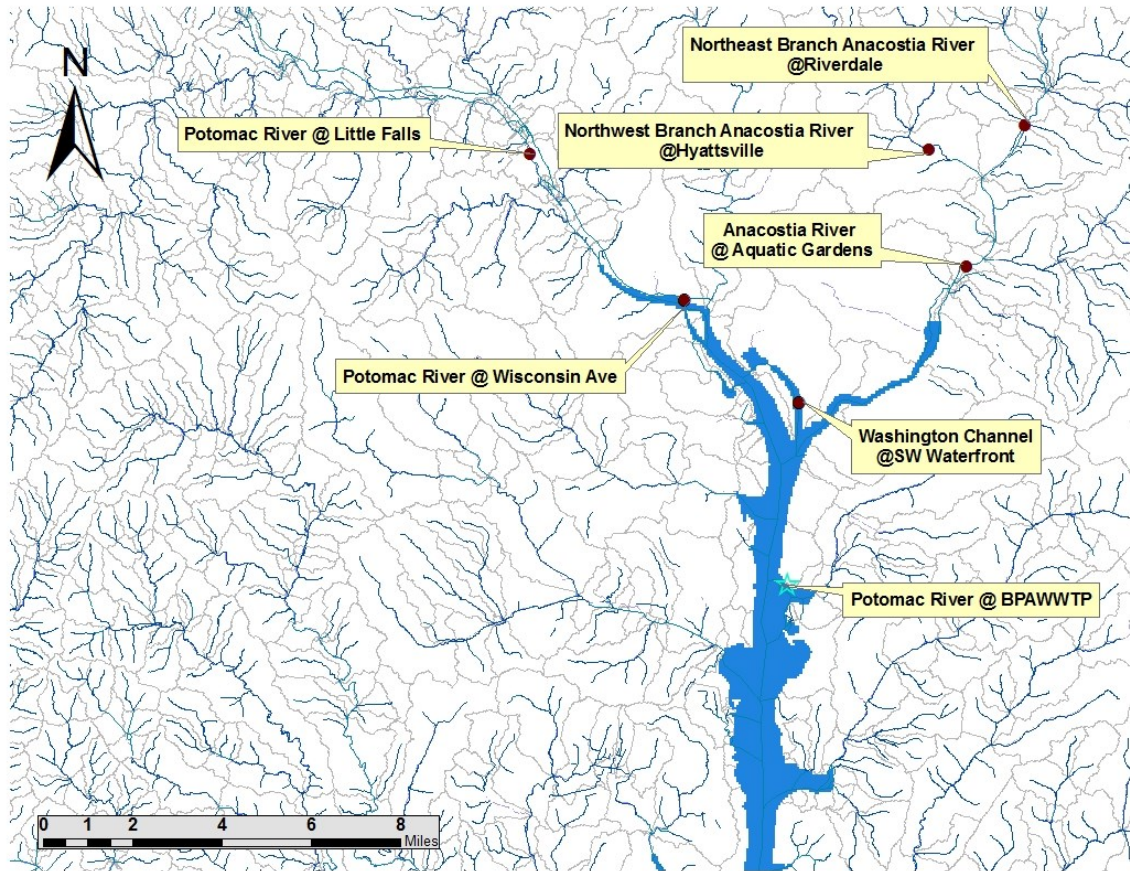 Northeast Branch Anacostia River
@Riverdale
N
Potomac River @ Little Falls
Northwest Branch Anacostia River
@Hyattsville
Anacostia River
@ Aquatic Gardens
Potomac River @ Wisconsin Ave
Washington Channel
@SW Waterfront
Potomac River @ BPAWWTP
0 1 2 4 6 8
Miles